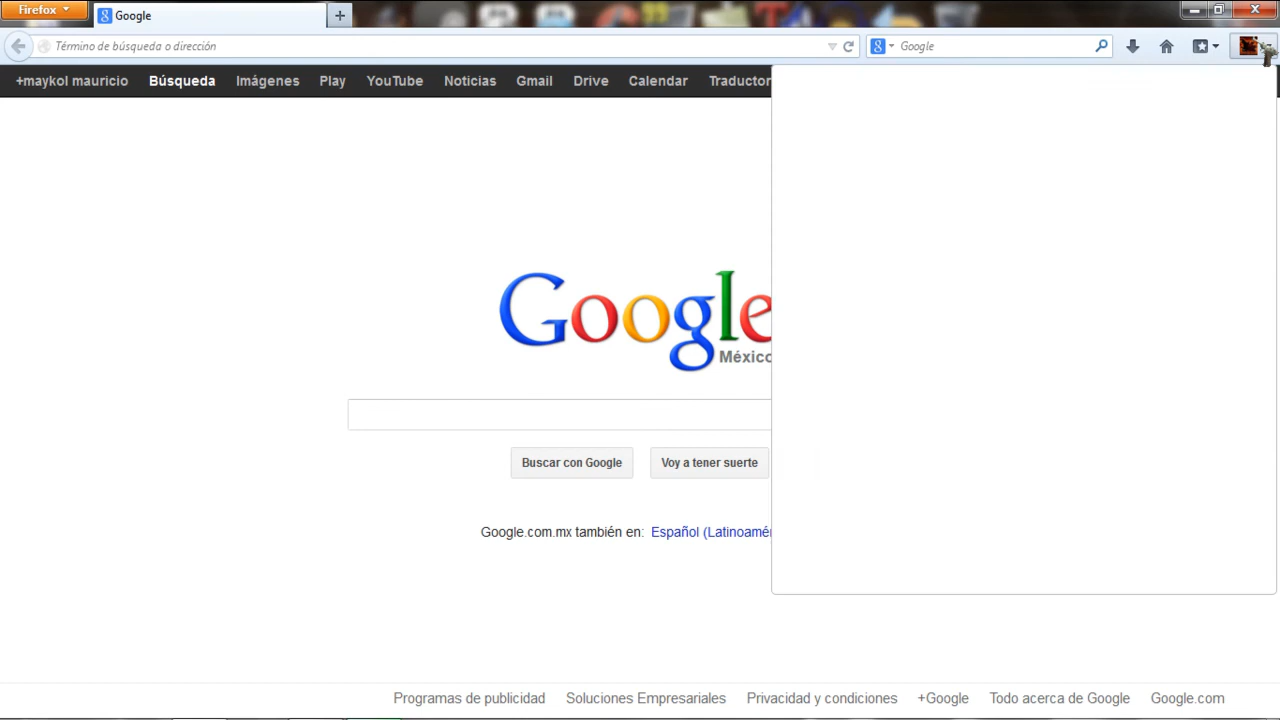 Firefox
Google
Término de búsqueda o dirección
Google
+maykol mauricio Búsqueda Imágenes Play YouTube Noticias Gmail Drive Calendar Traductor
Google
México
Buscar con Google Voy a tener suerte
Google.com.mx también en: Español (Latinoamér
Programas de publicidad Soluciones Empresariales Privacidad y condiciones +Google Todo acerca de Google Google.com